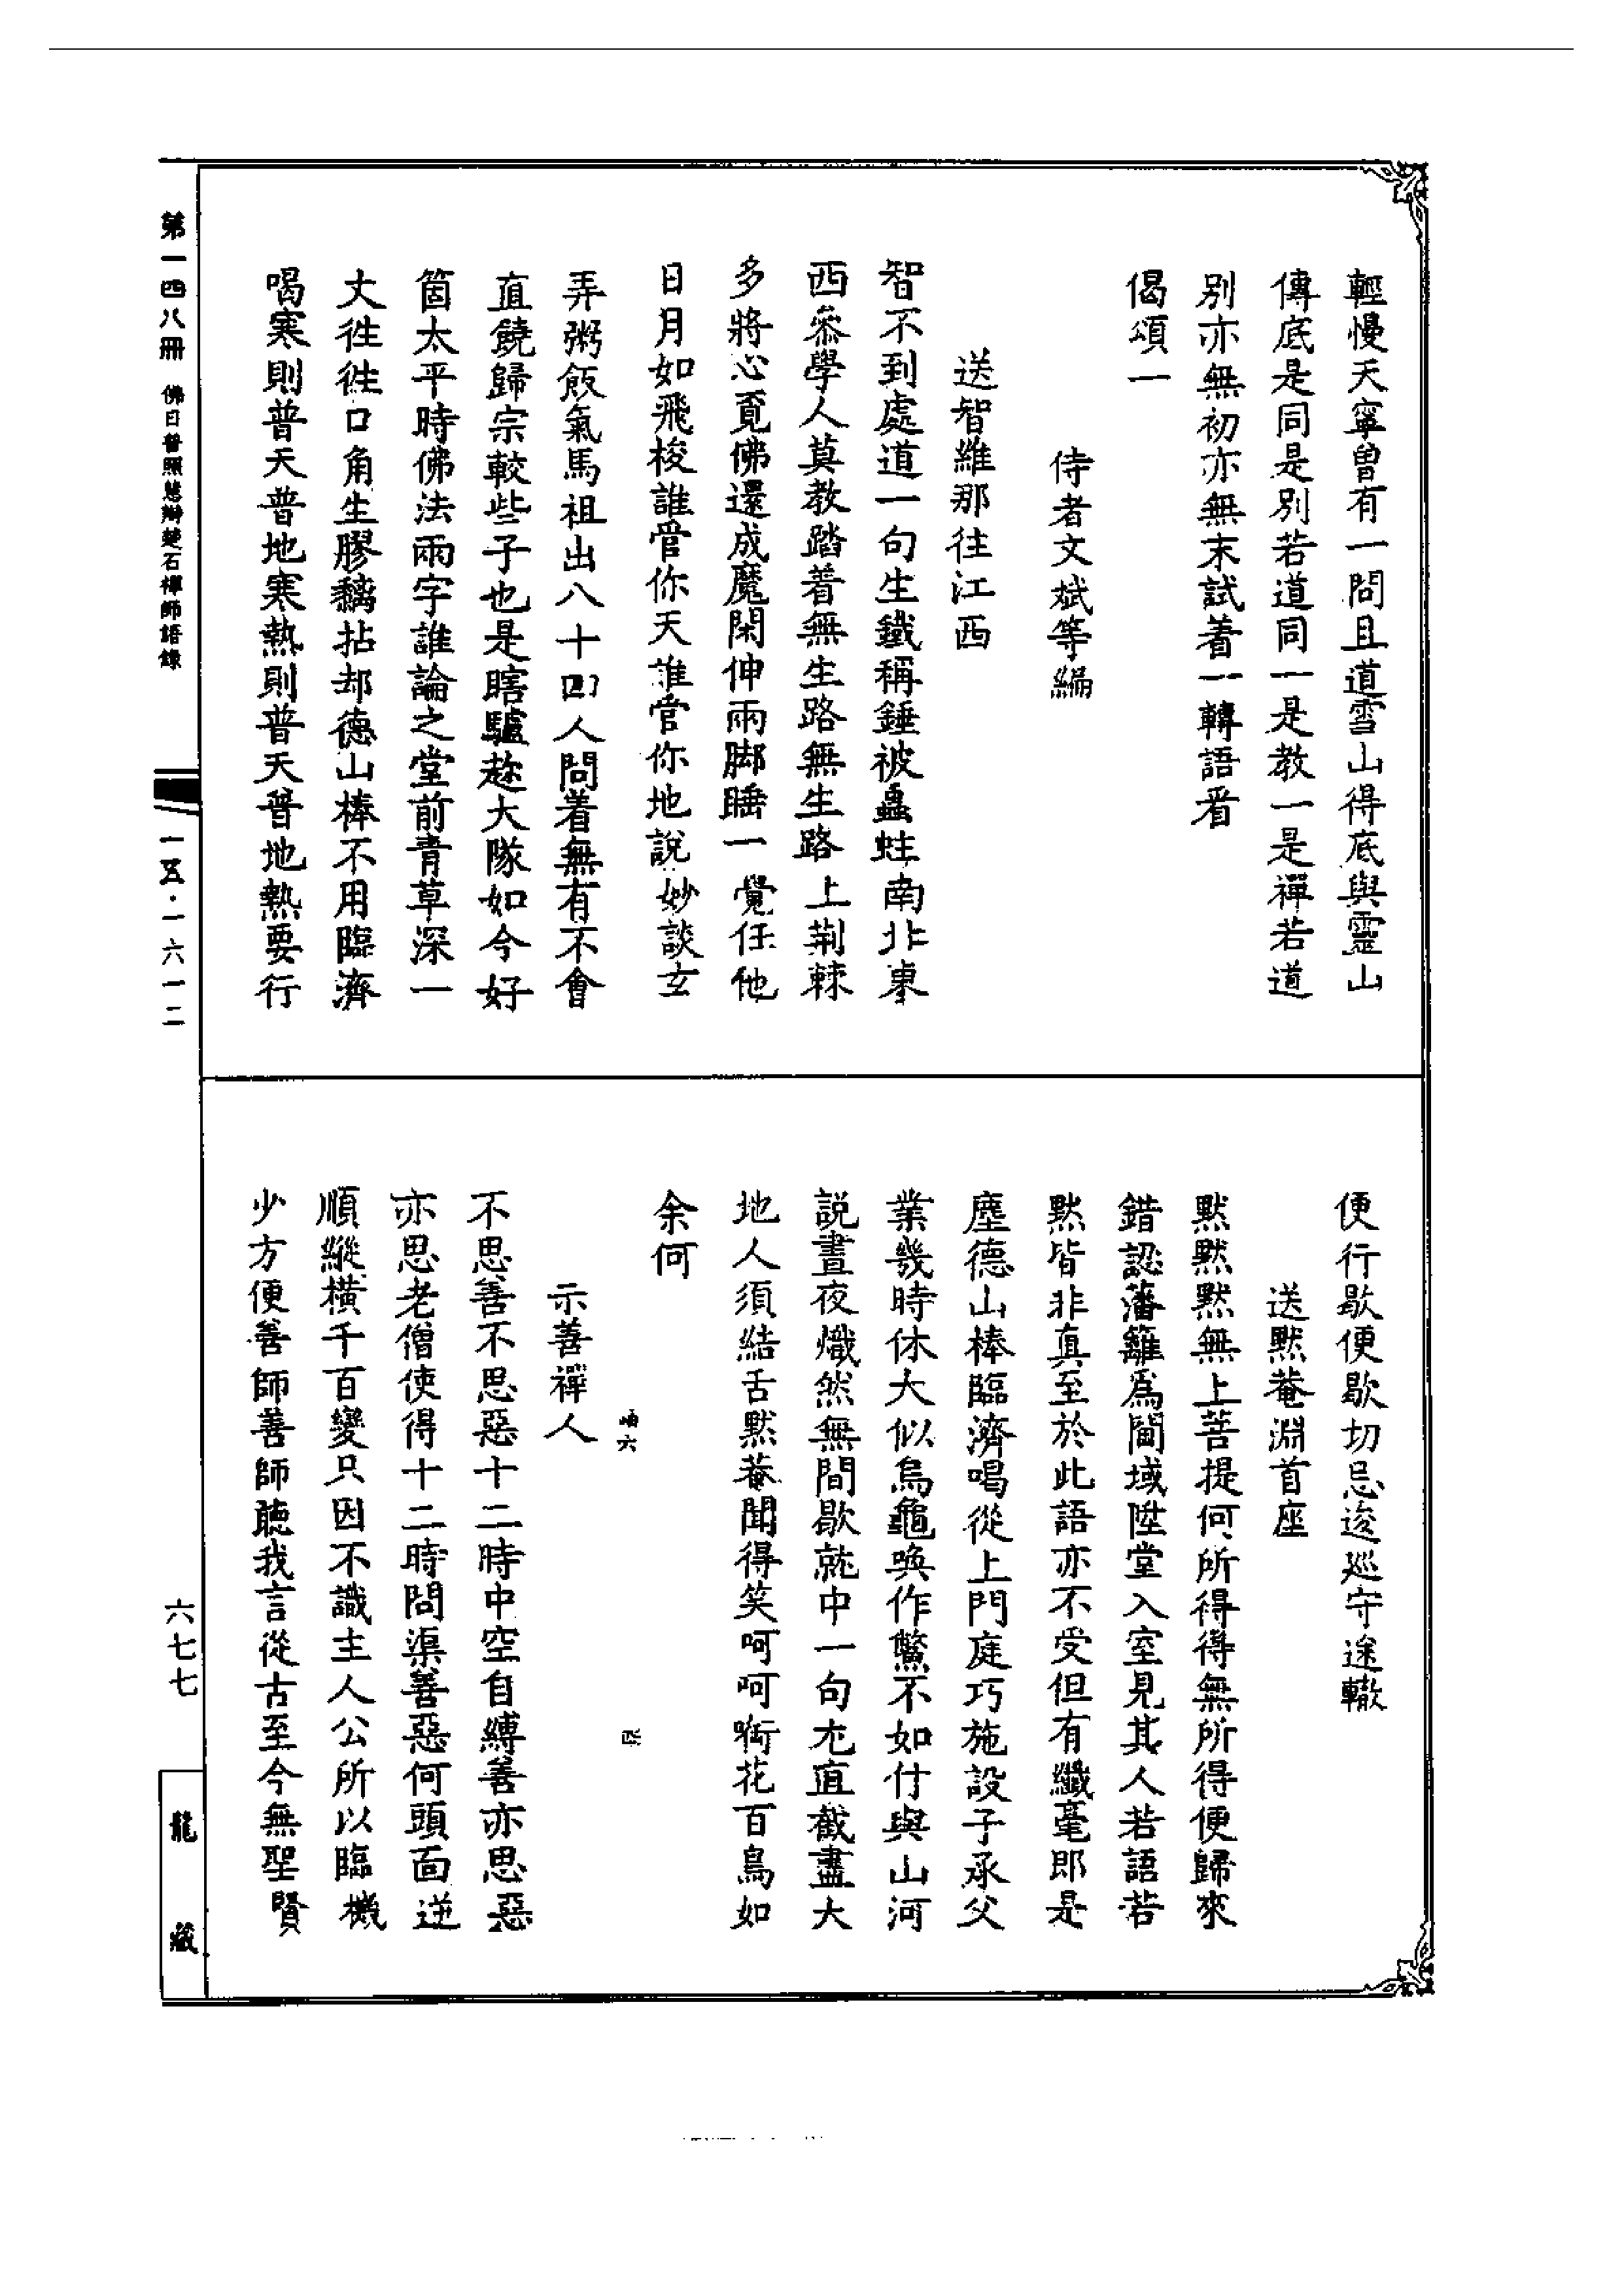 輕慢天寧曾有一問且道雪山得底與靈山
傳底是同是別若道同一是教一是禪若道
別亦無初亦無末試着一轉語看
偈頌一
侍者文斌等編
送智維那往江西
智不到處道一句生鐵稱錘被蟲蛀南北東
西叅學人莫教踏着無生路無生路上荆棘
多將心覔佛還成魔閑伸兩脚睡一覺任他
日月如飛梭誰管你天誰管你地說妙談玄
弄粥飯氣馬祖出八十四人問着無有不會
直饒歸宗較些子也是瞎驢趂大隊如今好
箇太平時佛法兩字誰論之堂前青草深一
丈徃徃口角生膠黐拈却德山棒不用臨濟
喝寒則普天普地寒熱則普天普地熱要行
便行歇便歇切忌逡巡守途轍
送黙菴淵首座
黙黙黙黙無上菩提何所得得無所得便歸來
錯認藩籬爲閫域陞堂入室見其人若語若
黙皆非真至於此語亦不受但有纖毫即是
塵德山棒臨濟喝從上門庭巧施設子承父
業幾時休大似烏龜喚作鱉不如付與山河
説晝夜熾然無間歇就中一句尤直截盡大
地人須結舌黙菴聞得笑呵呵啣花百鳥如
余何
示善禪人
不思善不思惡十二時中空自縛善亦思惡
亦思老僧使得十二時問渠善惡何頭面逆
順縱橫千百變只因不識主人公所以臨機
少方便善師善師聽我言從古至今無聖賢
第一四八冊
佛日普照慧辯楚石禪師語錄
一五·一六一二
六七七
龍藏